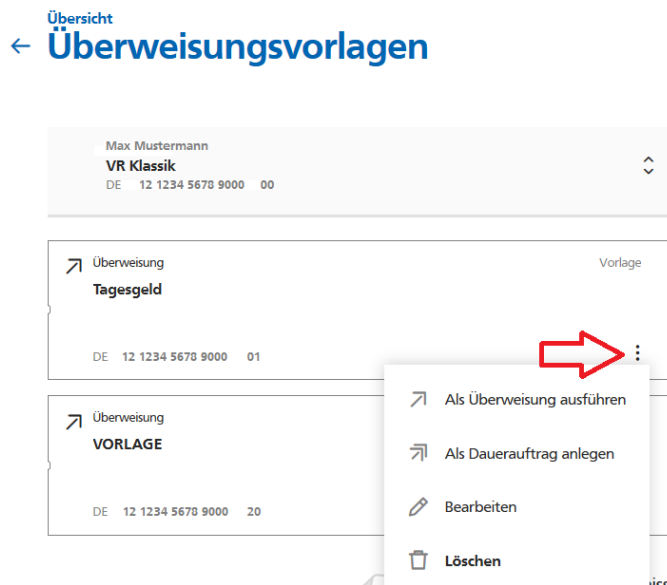 Übersicht
Überweisungsvorlagen
Max Mustermann
VR Klassik
DE 12 1234 5678 9000 00
Überweisung
Vorlage
Tagesgeld
DE 12 1234 5678 9000 01
Als Überweisung ausführen
Überweisung
VORLAGE
Als Dauerauftrag anlegen
DE 12 1234 5678 9000 20
Bearbeiten
Löschen